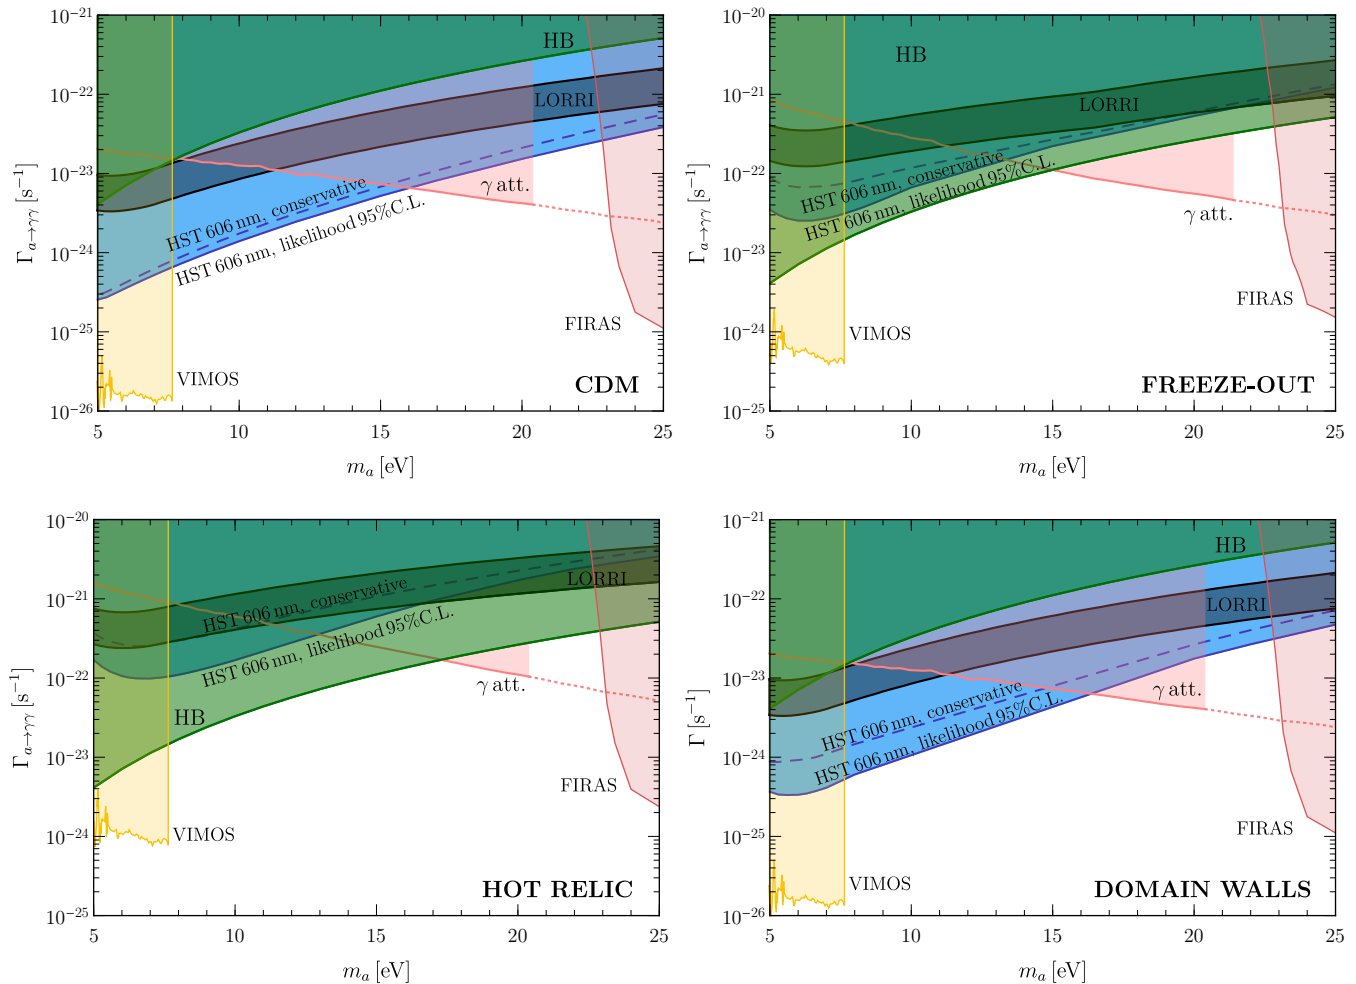 10⁻²¹
10⁻²²
10⁻²³
10⁻²⁴
10⁻²⁵
10⁻²⁶
Γₐ→γγ [s⁻¹]
HB
LORRI
HST 606 nm, conservative
HST 606 nm, likelihood 95%C.L.
γ att.
FIRAS
VIMOS
CDM
5 10 15 20 25
mₐ [eV]
10⁻²⁰
10⁻²¹
10⁻²²
10⁻²³
10⁻²⁴
10⁻²⁵
Γₐ→γγ [s⁻¹]
HB
LORRI
HST 606 nm, conservative
HST 606 nm, likelihood 95%C.L.
γ att.
FIRAS
VIMOS
FREEZE-OUT
5 10 15 20 25
mₐ [eV]
10⁻²⁰
10⁻²¹
10⁻²²
10⁻²³
10⁻²⁴
10⁻²⁵
Γₐ→γγ [s⁻¹]
LORRI
HST 606 nm, conservative
HST 606 nm, likelihood 95%C.L.
γ att.
HB
FIRAS
VIMOS
HOT RELIC
5 10 15 20 25
mₐ [eV]
10⁻²¹
10⁻²²
10⁻²³
10⁻²⁴
10⁻²⁵
10⁻²⁶
Γ [s⁻¹]
HB
LORRI
γ att.
HST 606 nm, conservative
HST 606 nm, likelihood 95%C.L.
FIRAS
VIMOS
DOMAIN WALLS
5 10 15 20 25
mₐ [eV]